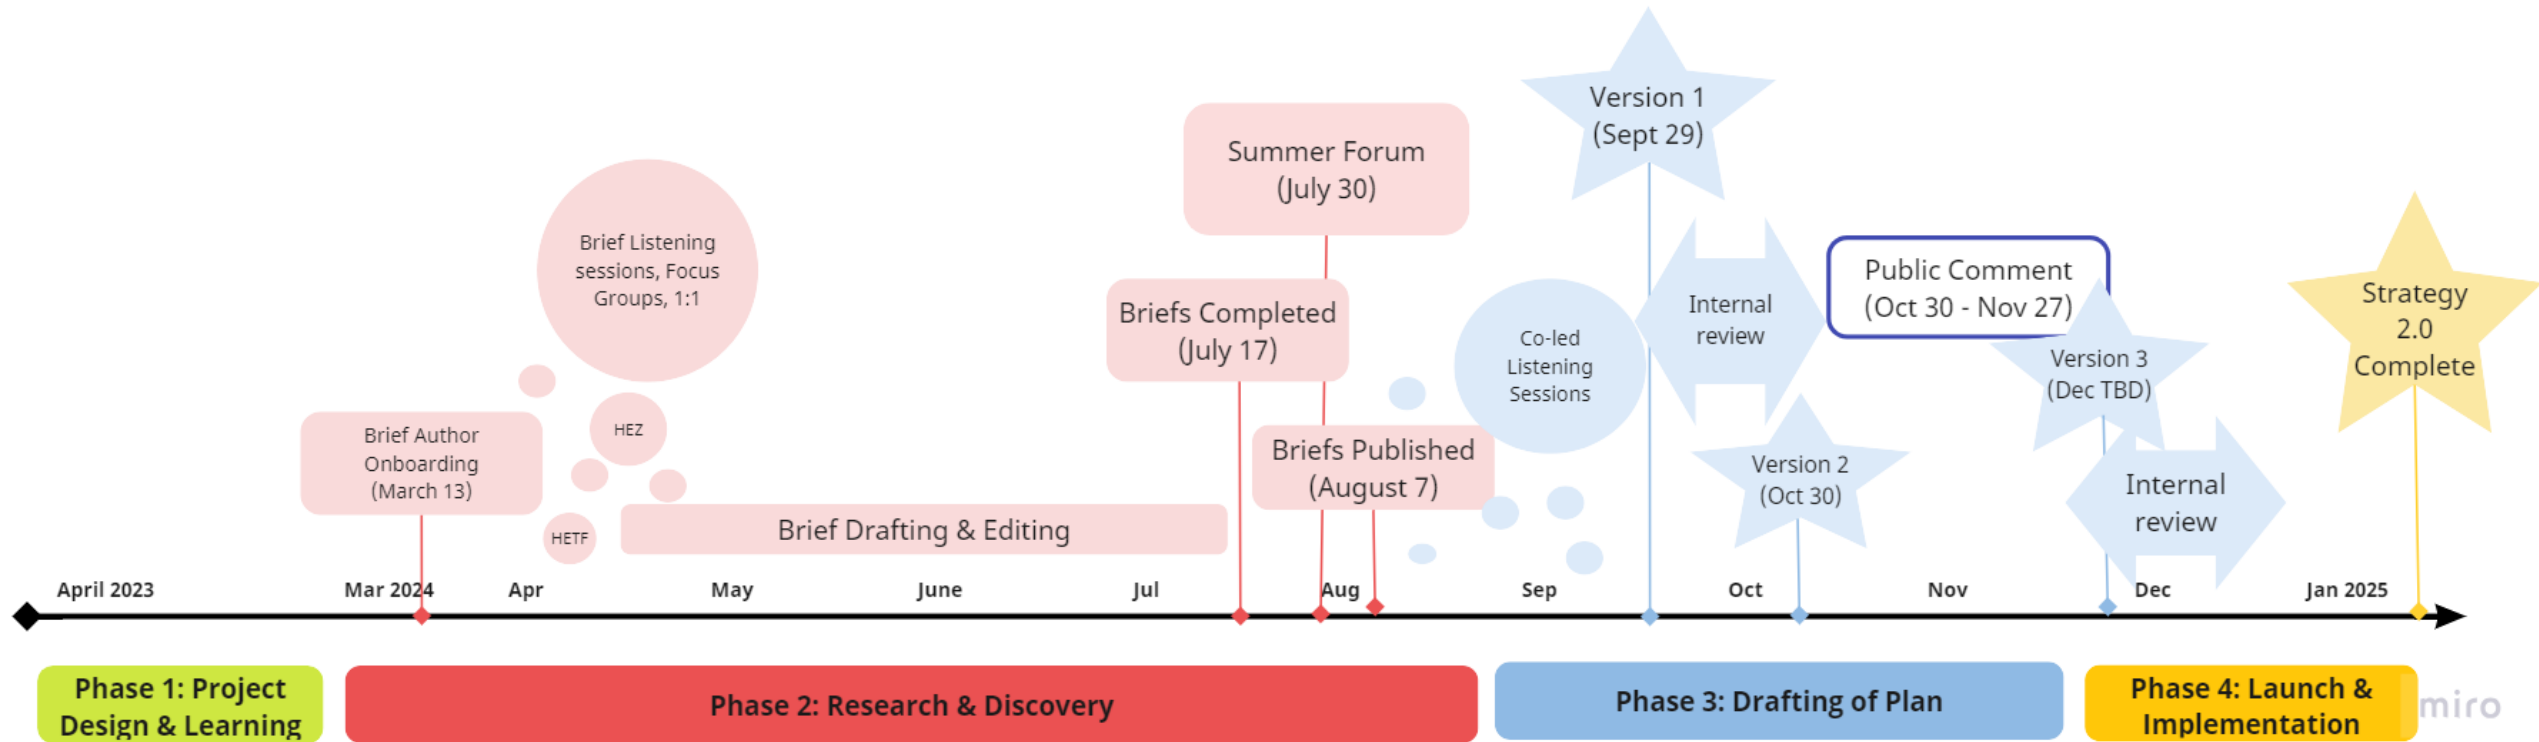 Version 1
(Sept 29)
Summer Forum
(July 30)
Brief Listening
sessions, Focus
Groups, 1:1
Public Comment
(Oct 30 - Nov 27)
Strategy
2.0
Complete
Internal
review
Briefs Completed
(July 17)
Co-led
Listening
Sessions
Version 3
(Dec TBD)
HEZ
Brief Author
Onboarding
(March 13)
Briefs Published
(August 7)
Version 2
(Oct 30)
Internal
review
Brief Drafting & Editing
HETF
April 2023
Mar 2024
Apr
May
June
Jul
Aug
Sep
Oct
Nov
Dec
Jan 2025
Phase 1: Project
Design & Learning
Phase 2: Research & Discovery
Phase 3: Drafting of Plan
Phase 4: Launch &
Implementation
miro